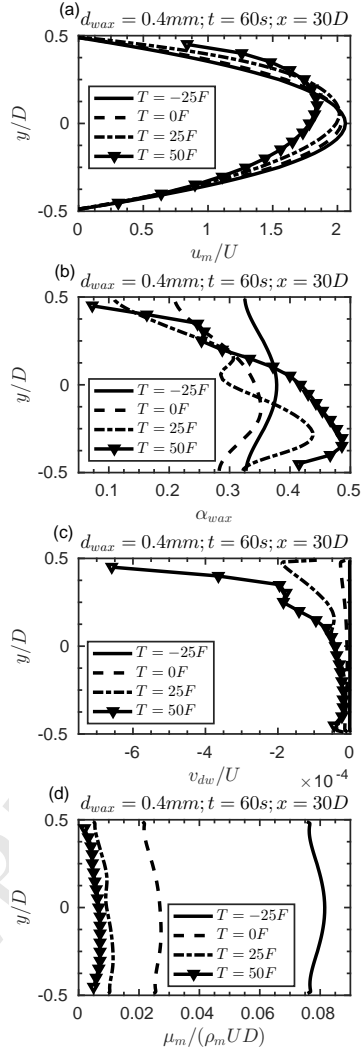 (a) d_wax = 0.4mm; t = 60s; x = 30D
0.5
0
-0.5
y/D
T = −25F
T = 0F
T = 25F
T = 50F
0 0.5 1 1.5 2
u_m/U
(b) d_wax = 0.4mm; t = 60s; x = 30D
0.5
0
-0.5
y/D
T = −25F
T = 0F
T = 25F
T = 50F
0.1 0.2 0.3 0.4 0.5
α_wax
(c) d_wax = 0.4mm; t = 60s; x = 30D
0.5
0
-0.5
y/D
T = −25F
T = 0F
T = 25F
T = 50F
-6 -4 -2 0
v_dw/U × 10⁻⁴
(d) d_wax = 0.4mm; t = 60s; x = 30D
0.5
0
-0.5
y/D
T = −25F
T = 0F
T = 25F
T = 50F
0 0.02 0.04 0.06 0.08
μ_m/(ρ_mUD)